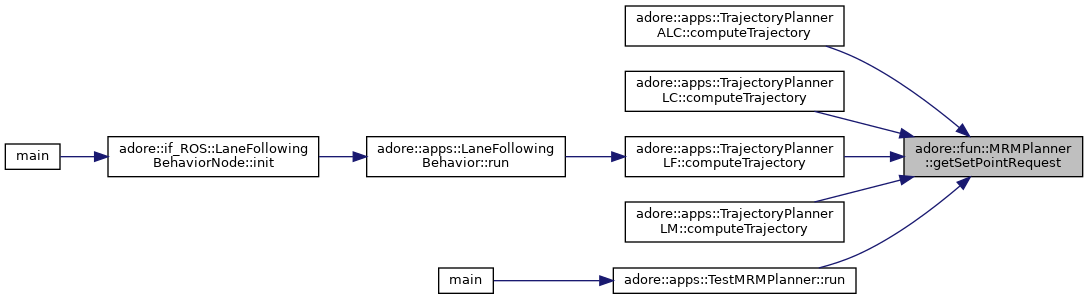 adore::apps::TrajectoryPlanner
ALC::computeTrajectory
adore::apps::TrajectoryPlanner
LC::computeTrajectory
main
adore::if_ROS::LaneFollowing
BehaviorNode::init
adore::apps::LaneFollowing
Behavior::run
adore::apps::TrajectoryPlanner
LF::computeTrajectory
adore::fun::MRMPlanner
::getSetPointRequest
adore::apps::TrajectoryPlanner
LM::computeTrajectory
main
adore::apps::TestMRMPlanner::run